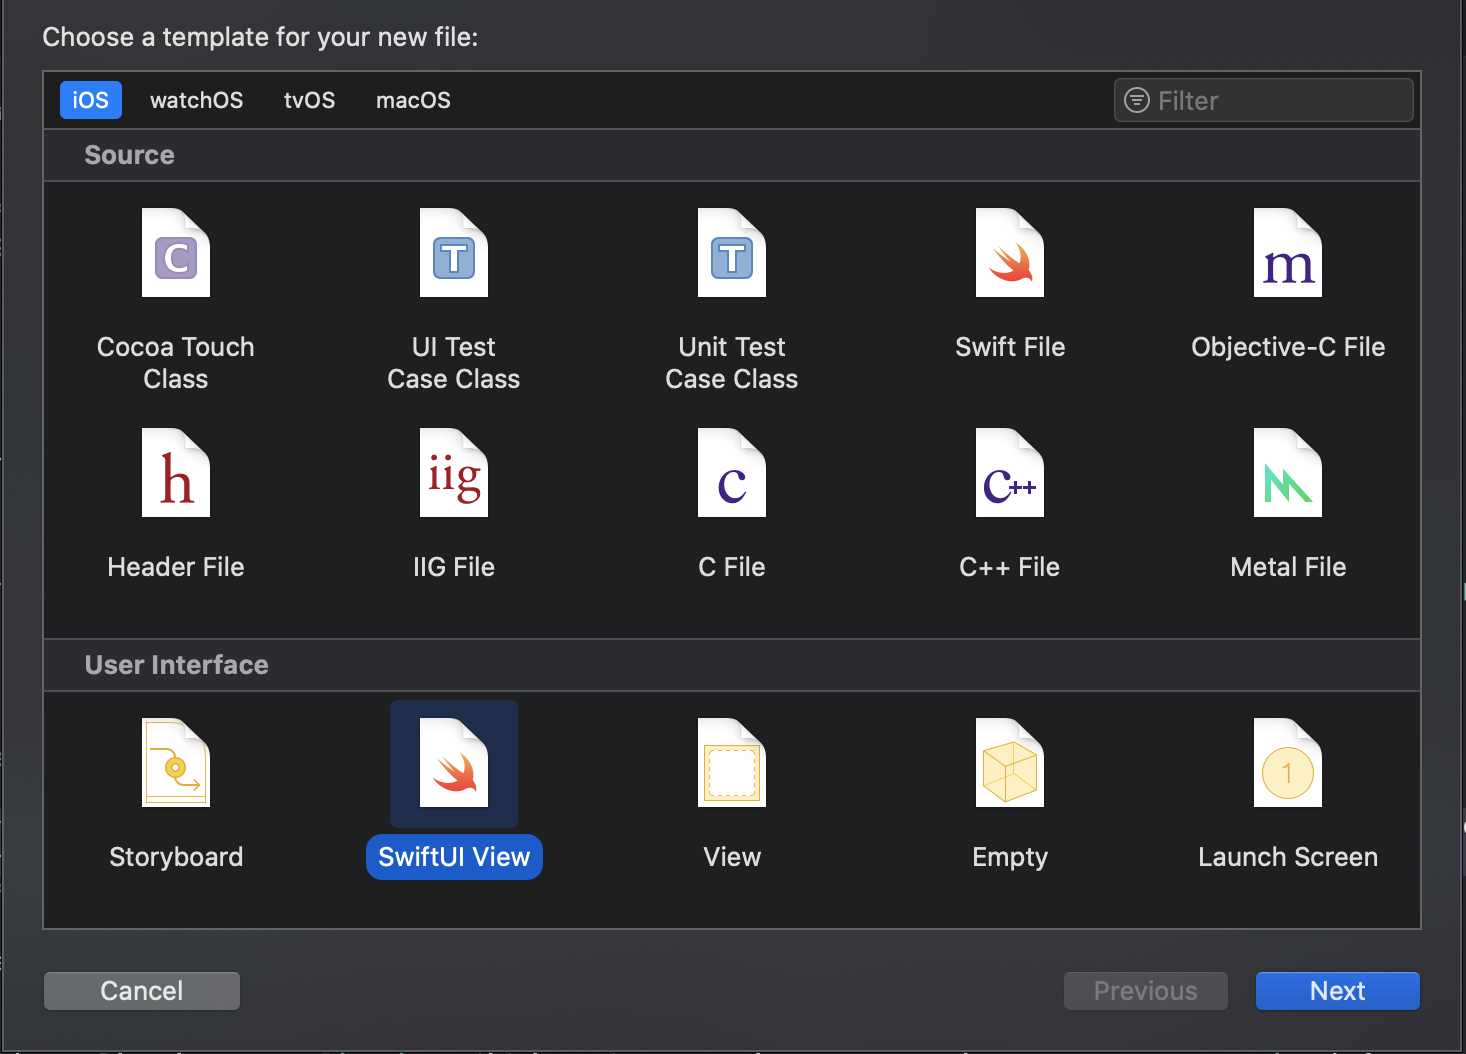 Choose a template for your new file:
iOS watchOS tvOS macOS Filter
Source
C T T m
Cocoa Touch Class
UI Test Case Class
Unit Test Case Class
Swift File
Objective-C File
h iig c c++
Header File
IIG File
C File
C++ File
Metal File
User Interface
1
Storyboard
SwiftUI View
View
Empty
Launch Screen
Cancel Previous Next